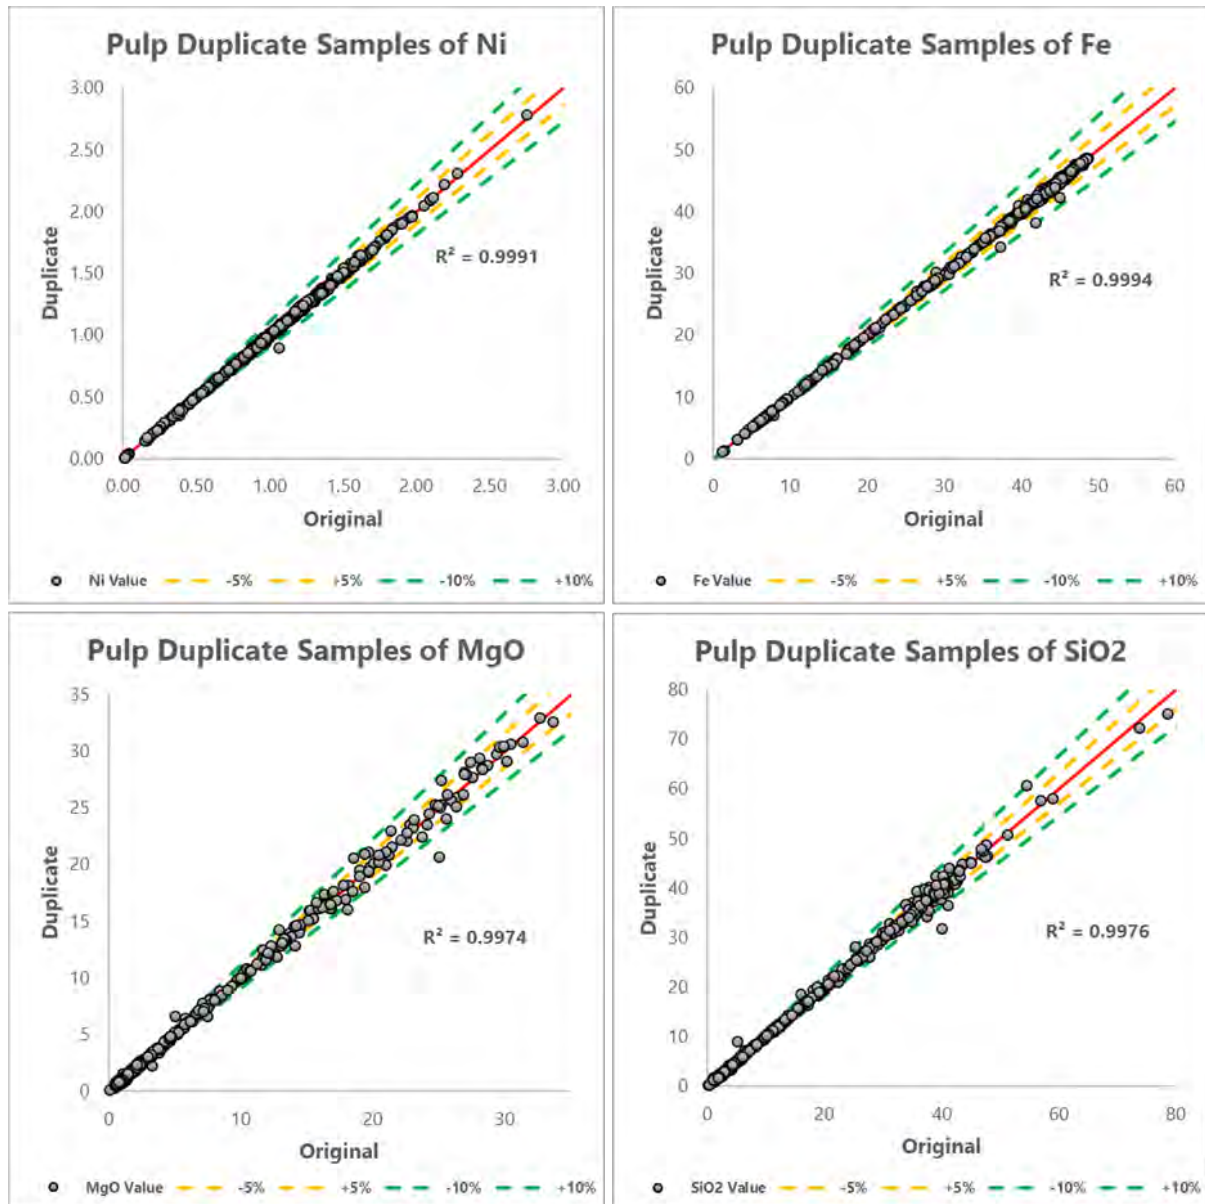 Pulp Duplicate Samples of Ni
3.00
2.50
2.00
1.50
1.00
0.50
0.00
0.00 0.50 1.00 1.50 2.00 2.50 3.00
Duplicate
Original
R² = 0.9991
Ni Value -5% +5% -10% +10%
Pulp Duplicate Samples of Fe
60
50
40
30
20
10
0
0 10 20 30 40 50 60
Duplicate
Original
R² = 0.9994
Fe Value -5% +5% -10% +10%
Pulp Duplicate Samples of MgO
35
30
25
20
15
10
5
0
0 10 20 30
Duplicate
Original
R² = 0.9974
MgO Value -5% +5% -10% +10%
Pulp Duplicate Samples of SiO2
80
70
60
50
40
30
20
10
0
0 20 40 60 80
Duplicate
Original
R² = 0.9976
SiO2 Value -5% +5% -10% +10%